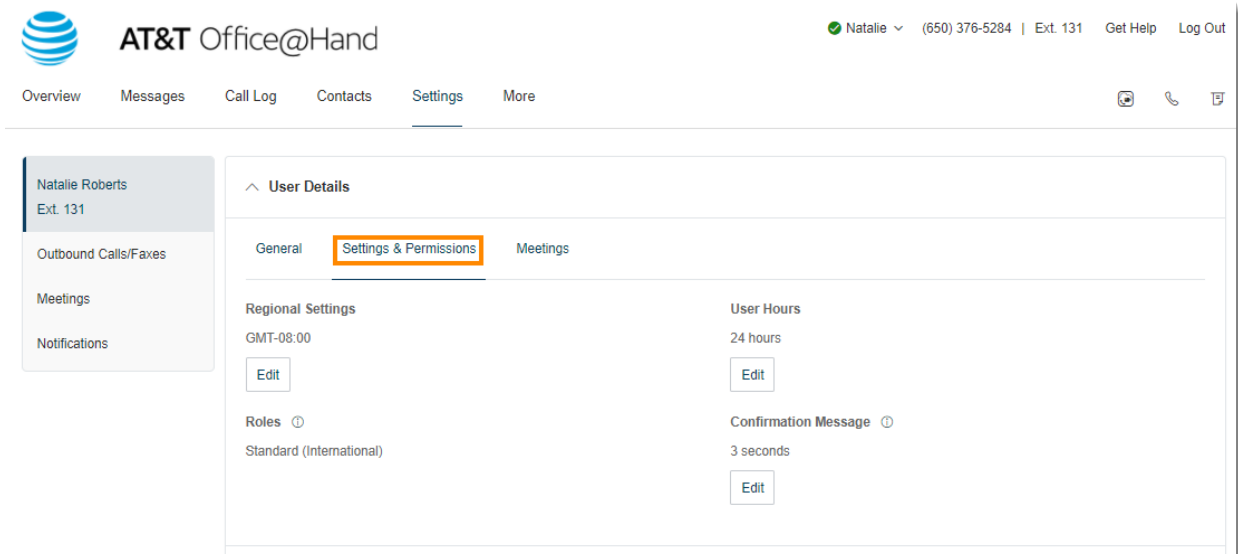 AT&T Office@Hand
Natalie (650) 376-5284 | Ext. 131 Get Help Log Out
Overview Messages Call Log Contacts Settings More
Natalie Roberts
Ext. 131
Outbound Calls/Faxes
Meetings
Notifications
User Details
General Settings & Permissions Meetings
Regional Settings
GMT-08:00
Edit
User Hours
24 hours
Edit
Roles
Standard (International)
Confirmation Message
3 seconds
Edit